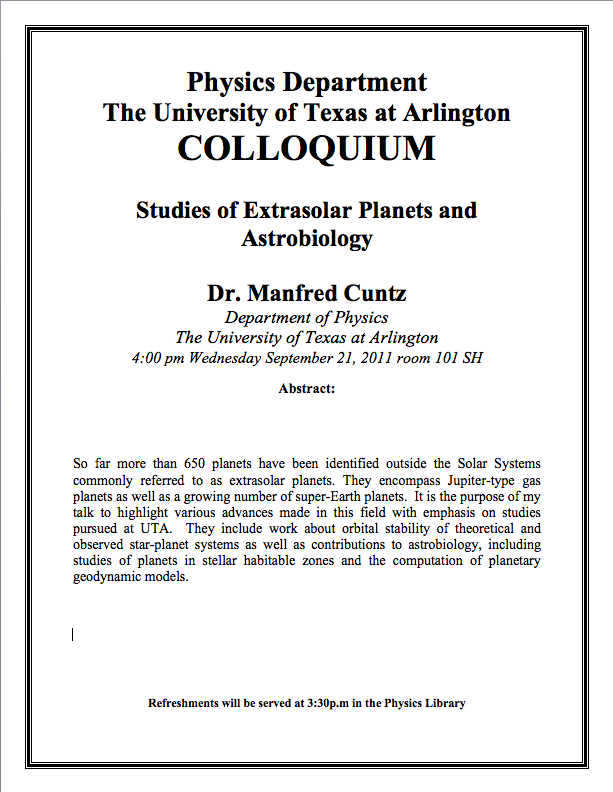 Physics Department
The University of Texas at Arlington
COLLOQUIUM
Studies of Extrasolar Planets and
Astrobiology
Dr. Manfred Cuntz
Department of Physics
The University of Texas at Arlington
4:00 pm Wednesday September 21, 2011 room 101 SH
Abstract:
So far more than 650 planets have been identified outside the Solar Systems
commonly referred to as extrasolar planets. They encompass Jupiter-type gas
planets as well as a growing number of super-Earth planets. It is the purpose of my
talk to highlight various advances made in this field with emphasis on studies
pursued at UTA. They include work about orbital stability of theoretical and
observed star-planet systems as well as contributions to astrobiology, including
studies of planets in stellar habitable zones and the computation of planetary
geodynamic models.
Refreshments will be served at 3:30p.m in the Physics Library